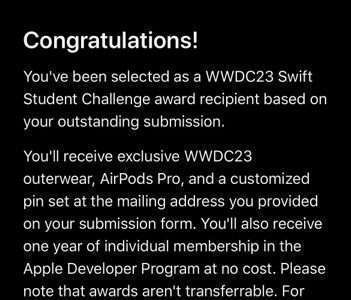 Congratulations!
You've been selected as a WWDC23 Swift
Student Challenge award recipient based on
your outstanding submission.
You'll receive exclusive WWDC23
outerwear, AirPods Pro, and a customized
pin set at the mailing address you provided
on your submission form. You'll also receive
one year of individual membership in the
Apple Developer Program at no cost. Please
note that awards aren't transferrable. For